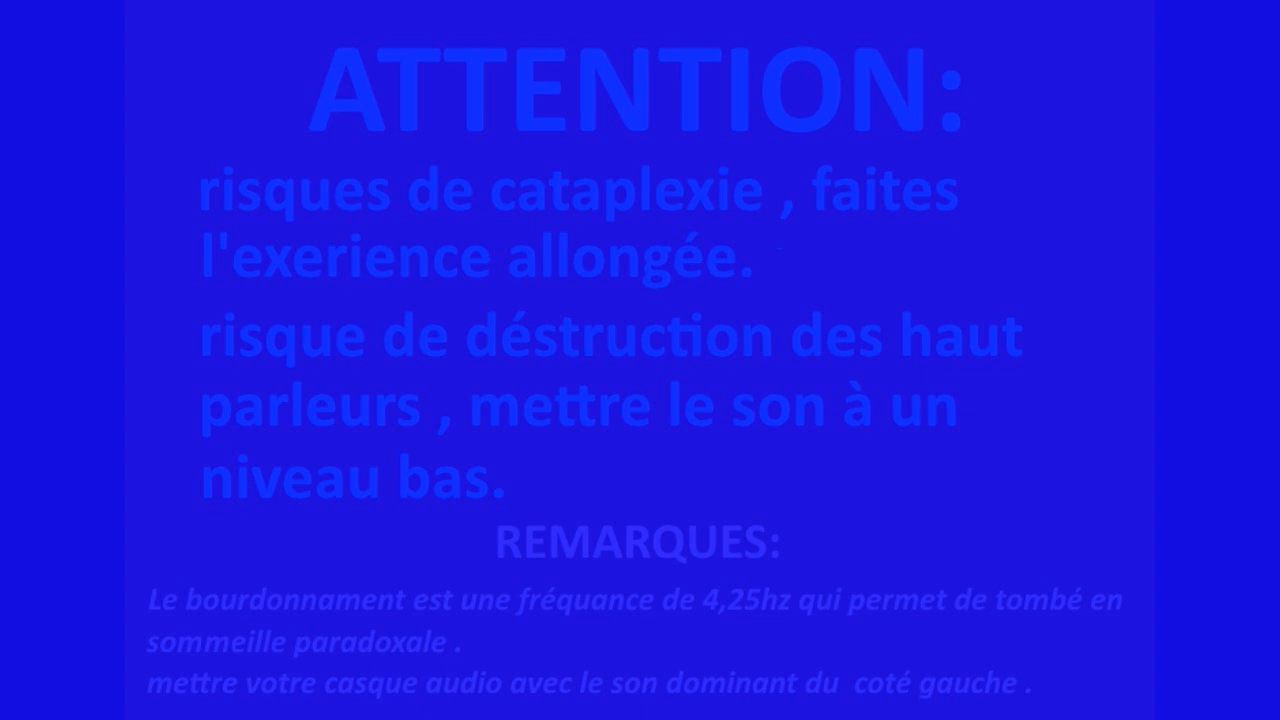 ATTENTION:
risques de cataplexie , faites
l'exerience allongée.
risque de déstruction des haut
parleurs , mettre le son à un
niveau bas.
REMARQUES:
Le bourdonnament est une fréquance de 4,25hz qui permet de tombé en
sommeille paradoxale .
mettre votre casque audio avec le son dominant du coté gauche .